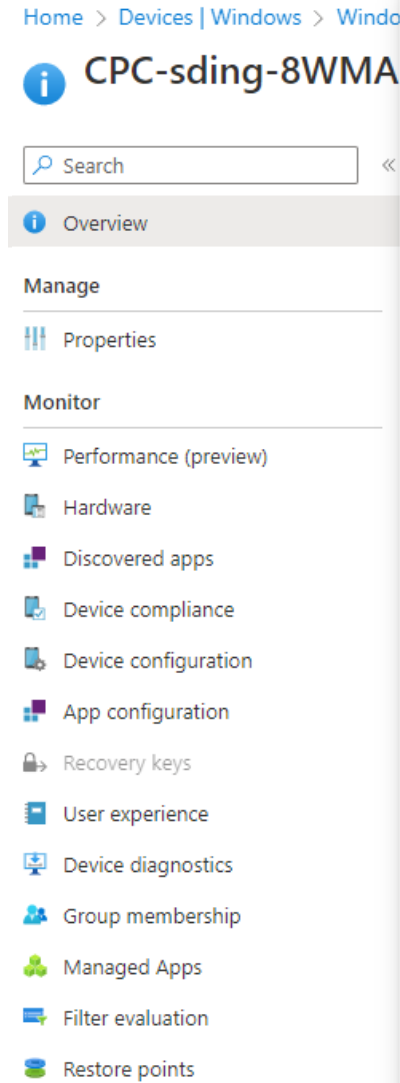 Home > Devices | Windows > Windo
CPC-sding-8WMA
Search
«
Overview
Manage
Properties
Monitor
Performance (preview)
Hardware
Discovered apps
Device compliance
Device configuration
App configuration
Recovery keys
User experience
Device diagnostics
Group membership
Managed Apps
Filter evaluation
Restore points